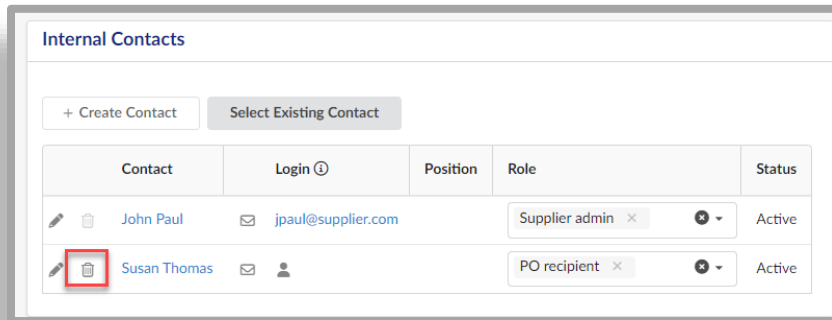 Internal Contacts
+ Create Contact Select Existing Contact
Contact Login Position Role Status
John Paul jpaul@supplier.com Supplier admin × Active
Susan Thomas PO recipient × Active